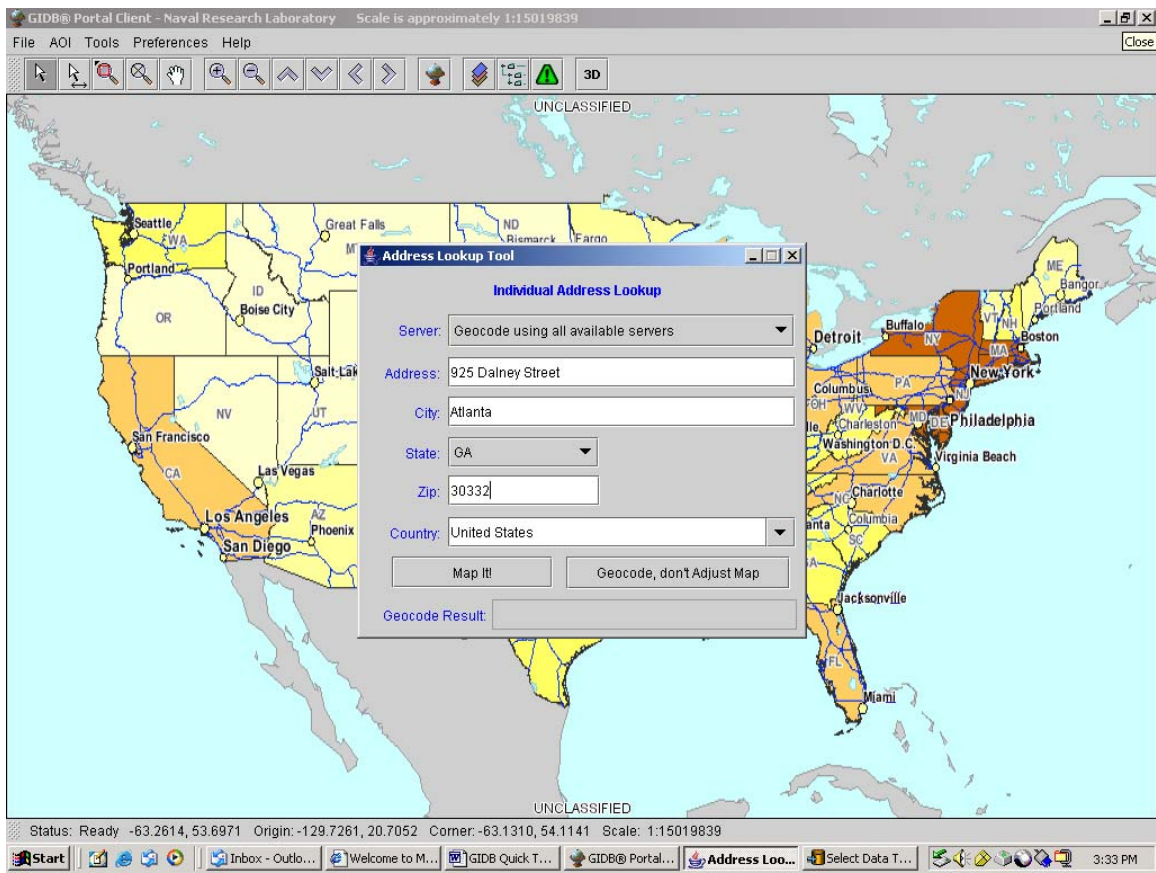 GIDB® Portal Client - Naval Research Laboratory Scale is approximately 1:15019839
File AOI Tools Preferences Help
Close
3D
UNCLASSIFIED
Seattle
WA
Great Falls
ND
Bismarck
Fargo
Portland
ID
Boise City
OR
ME
Bangor
Portland
VT
NH
Buffalo
NY
Boston
MA
Detroit
New York
Salt Lak
Columbus
PA
NJ
OH
WV
MD
DE
Philadelphia
NV
UT
Charleston
Washington D.C.
VA
Virginia Beach
San Francisco
CA
Las Vegas
NC
Charlotte
Los Angeles
AZ
Phoenix
anta
Columbia
SC
San Diego
GA
Jacksonville
FL
Miami
Address Lookup Tool
Individual Address Lookup
Server: Geocode using all available servers
Address: 925 Dalney Street
City: Atlanta
State: GA
Zip: 30332
Country: United States
Map It! Geocode, don't Adjust Map
Geocode Result:
UNCLASSIFIED
Status: Ready -63.2614, 53.6971 Origin: -129.7261, 20.7052 Corner: -63.1310, 54.1141 Scale: 1:15019839
Start Inbox - Outlo... Welcome to M... GIDB Quick T... GIDB® Portal... Address Loo... Select Data T... 3:33 PM